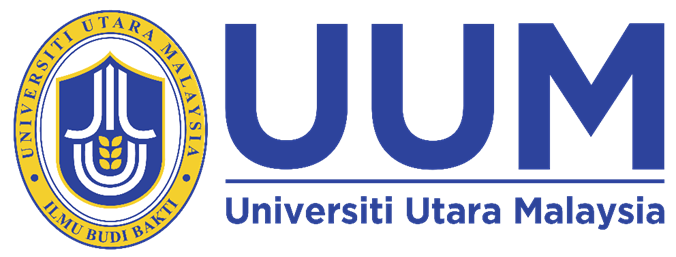 UNIVERSITI UTARA MALAYSIA
ILMU BUDI BAKTI
UUM
Universiti Utara Malaysia